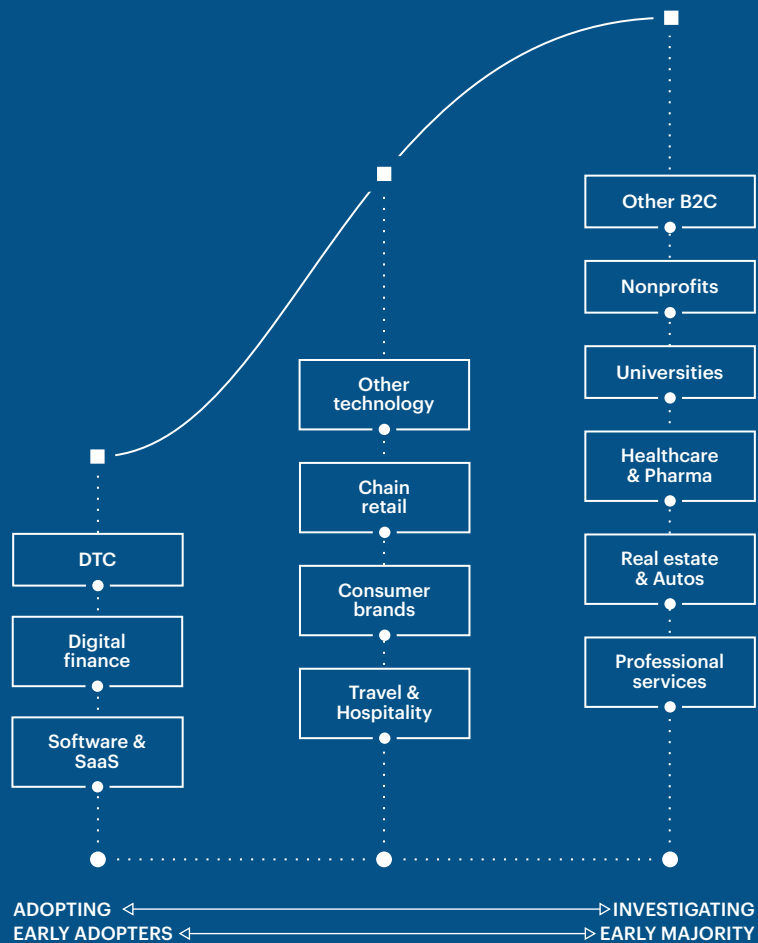 DTC
Digital
finance
Software &
SaaS
Other
technology
Chain
retail
Consumer
brands
Travel &
Hospitality
Other B2C
Nonprofits
Universities
Healthcare
& Pharma
Real estate
& Autos
Professional
services
ADOPTING INVESTIGATING
EARLY ADOPTERS EARLY MAJORITY